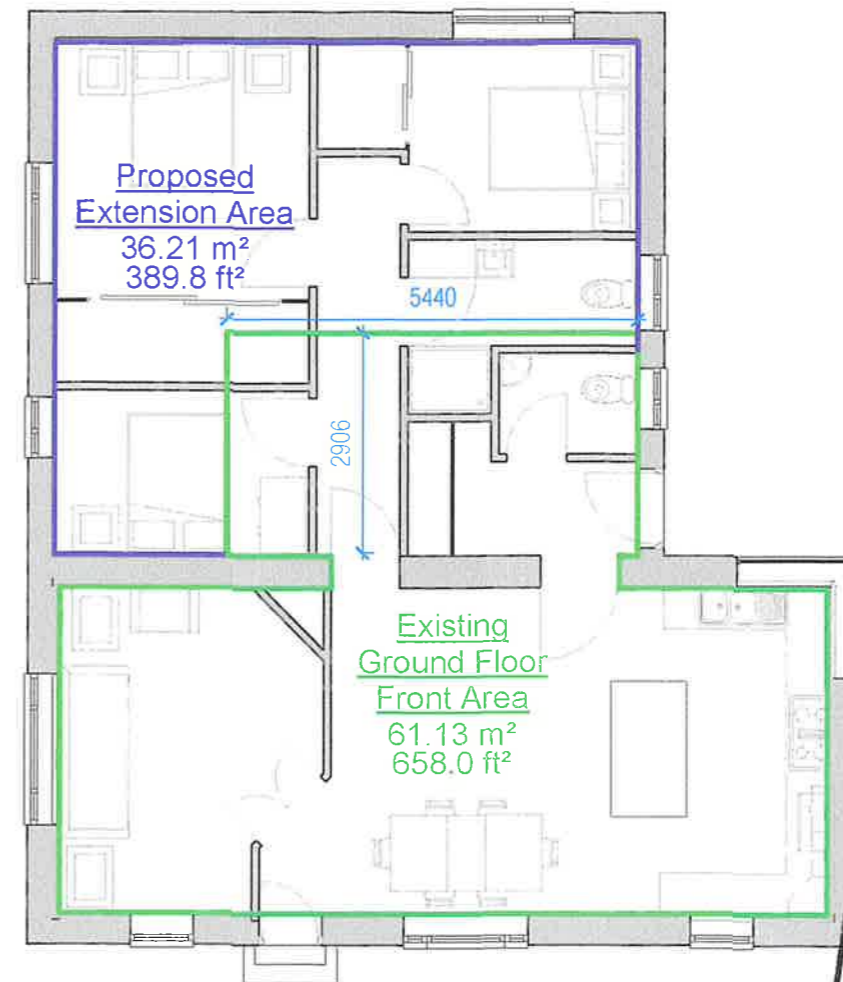 Proposed
Extension Area
36.21 m²
389.8 ft²
5440
2906
Existing
Ground Floor
Front Area
61.13 m²
658.0 ft²